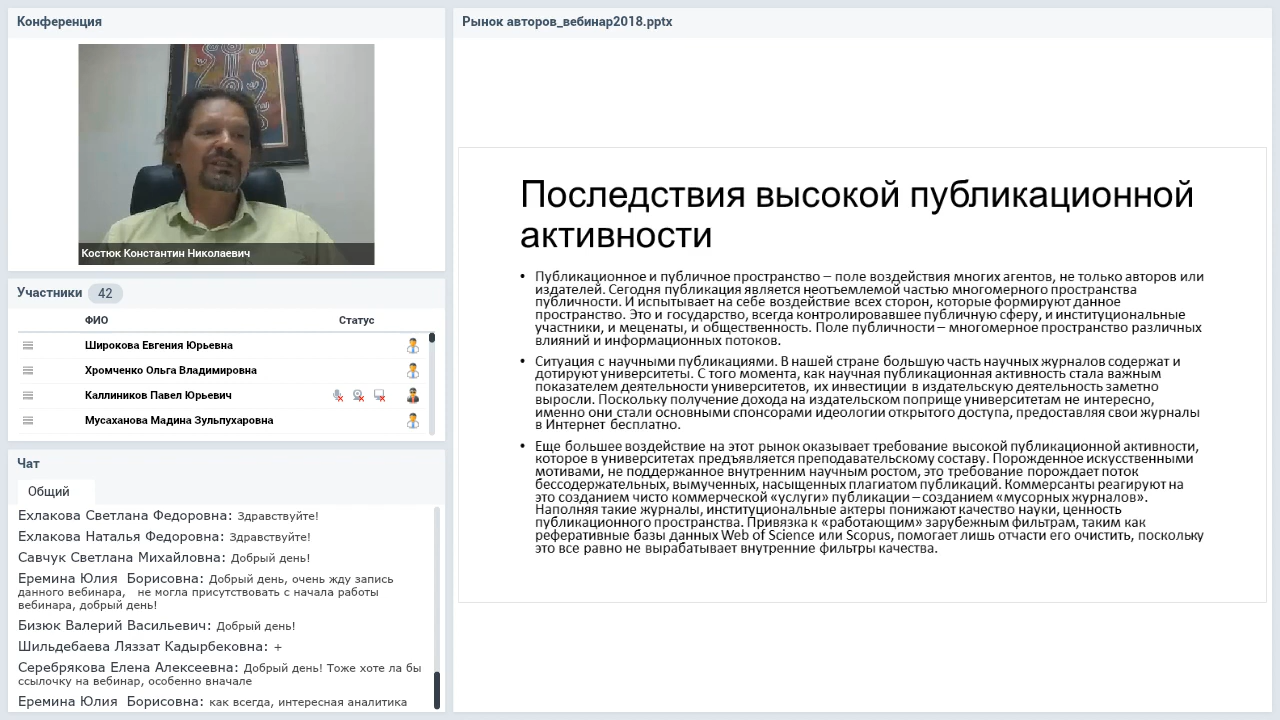 Конференция
Костюк Константин Николаевич
Участники 42
ФИО Статус
Широкова Евгения Юрьевна
Хромченко Ольга Владимировна
Каллиников Павел Юрьевич
Мусаханова Мадина Зульпухаровна
Чат
Общий
Ехлакова Светлана Федоровна: Здравствуйте!
Ехлакова Наталья Федоровна: Здравствуйте!
Савчук Светлана Михайловна: Добрый день!
Еремина Юлия Борисовна: Добрый день, очень жду запись
данного вебинара, не могла присутствовать с начала работы
вебинара, добрый день!
Бизюк Валерий Васильевич: Добрый день!
Шильдебаева Ляззат Кадырбековна: +
Серебрякова Елена Алексеевна: Добрый день! Тоже хоте ла бы
ссылочку на вебинар, особенно вначале
Еремина Юлия Борисовна: как всегда, интересная аналитика
Рынок авторов_вебинар2018.pptx
Последствия высокой публикационной
активности
• Публикационное и публичное пространство – поле воздействия многих агентов, не только авторов или
издателей. Сегодня публикация является неотъемлемой частью многомерного пространства
публичности. И испытывает на себе воздействие всех сторон, которые формируют данное
пространство. Это и государство, всегда контролировавшее публичную сферу, и институциональные
участники, и меценаты, и общественность. Поле публичности – многомерное пространство различных
влияний и информационных потоков.
• Ситуация с научными публикациями. В нашей стране большую часть научных журналов содержат и
дотируют университеты. С того момента, как научная публикационная активность стала важным
показателем деятельности университетов, их инвестиции в издательскую деятельность заметно
выросли. Поскольку получение дохода на издательском поприще университетам не интересно,
именно они стали основными спонсорами идеологии открытого доступа, предоставляя свои журналы
в Интернет бесплатно.
• Еще большее воздействие на этот рынок оказывает требование высокой публикационной активности,
которое в университетах предъявляется преподавательскому составу. Порожденное искусственными
мотивами, не поддержанное внутренним научным ростом, это требование порождает поток
бессодержательных, вымученных, насыщенных плагиатом публикаций. Коммерсанты реагируют на
это созданием чисто коммерческой «услуги» публикации – созданием «мусорных журналов».
Наполняя такие журналы, институциональные актеры понижают качество науки, ценность
публикационного пространства. Привязка к «работающим» зарубежным фильтрам, таким как
реферативные базы данных Web of Science или Scopus, помогает лишь отчасти его очистить, поскольку
это все равно не вырабатывает внутренние фильтры качества.